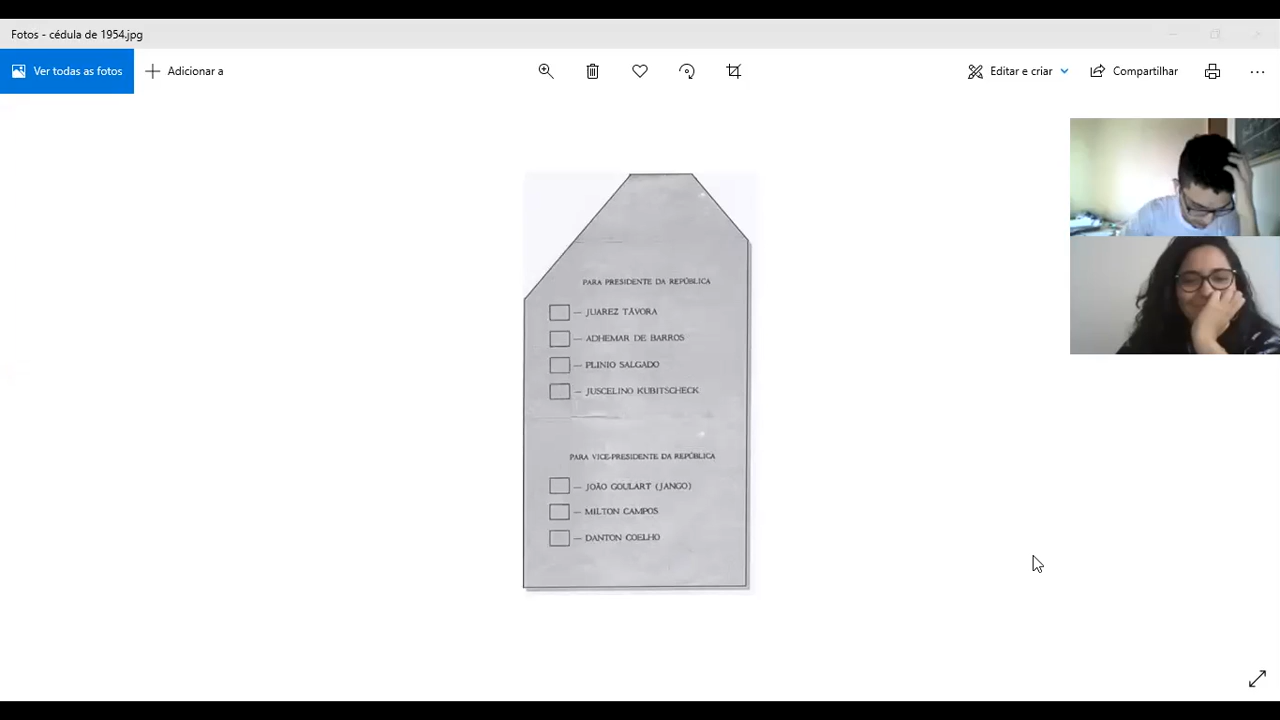 Fotos - cédula de 1954.jpg
Ver todas as fotos
Adicionar a
Editar e criar
Compartilhar
PARA PRESIDENTE DA REPÚBLICA
— JUAREZ TÁVORA
— ADHEMAR DE BARROS
— PLINIO SALGADO
— JUSCELINO KUBITSCHECK
PARA VICE-PRESIDENTE DA REPÚBLICA
— JOÃO GOULART (JANGO)
— MILTON CAMPOS
— DANTON COELHO